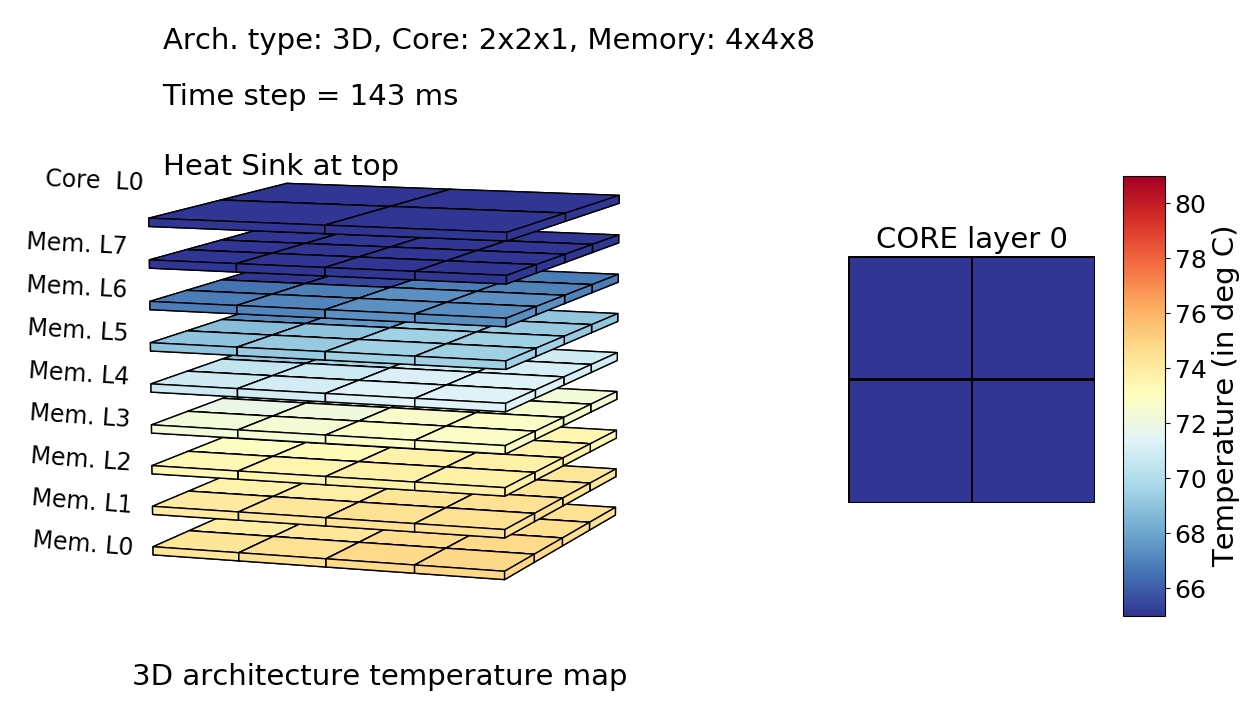 Arch. type: 3D, Core: 2x2x1, Memory: 4x4x8
Time step = 143 ms
Heat Sink at top
Core  L0
Mem. L7
Mem. L6
Mem. L5
Mem. L4
Mem. L3
Mem. L2
Mem. L1
Mem. L0
3D architecture temperature map
CORE layer 0
80
78
76
74
72
70
68
66
Temperature (in deg C)